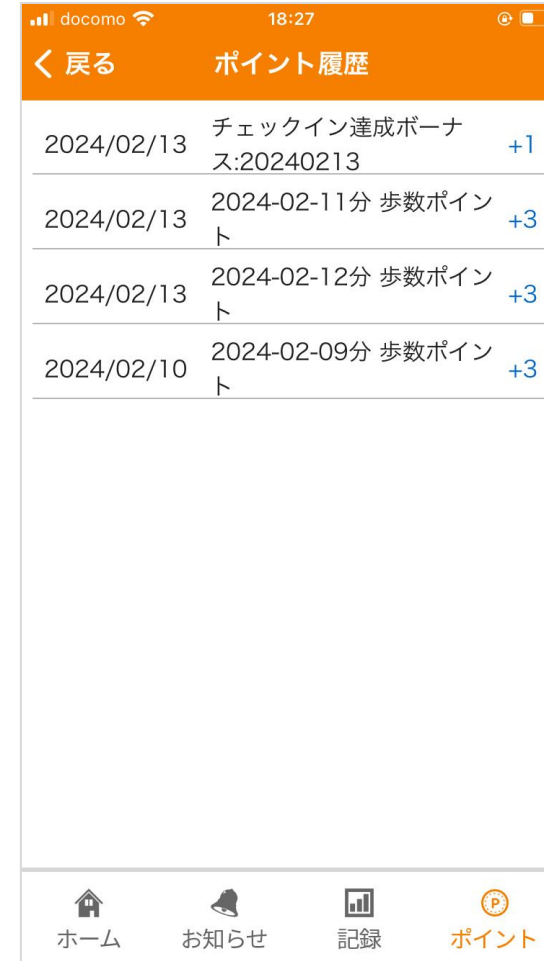 docomo 18:27
戻る ポイント履歴
2024/02/13 チェックイン達成ボーナ +1
ス:20240213
2024/02/13 2024-02-11分 歩数ポイン +3
ト
2024/02/13 2024-02-12分 歩数ポイン +3
ト
2024/02/10 2024-02-09分 歩数ポイン +3
ト
P
ホーム お知らせ 記録 ポイント